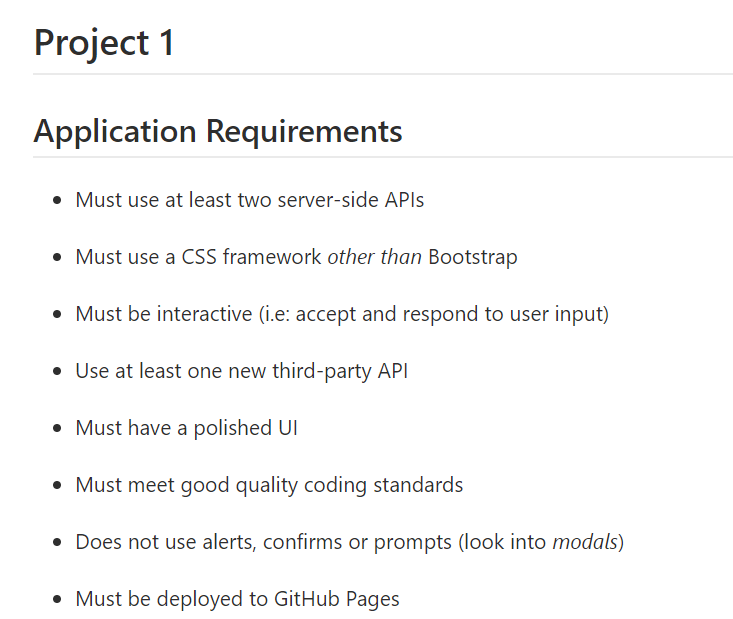 Project 1
Application Requirements
Must use at least two server-side APIs
Must use a CSS framework other than Bootstrap
Must be interactive (i.e: accept and respond to user input)
Use at least one new third-party API
Must have a polished UI
Must meet good quality coding standards
Does not use alerts, confirms or prompts (look into modals)
Must be deployed to GitHub Pages